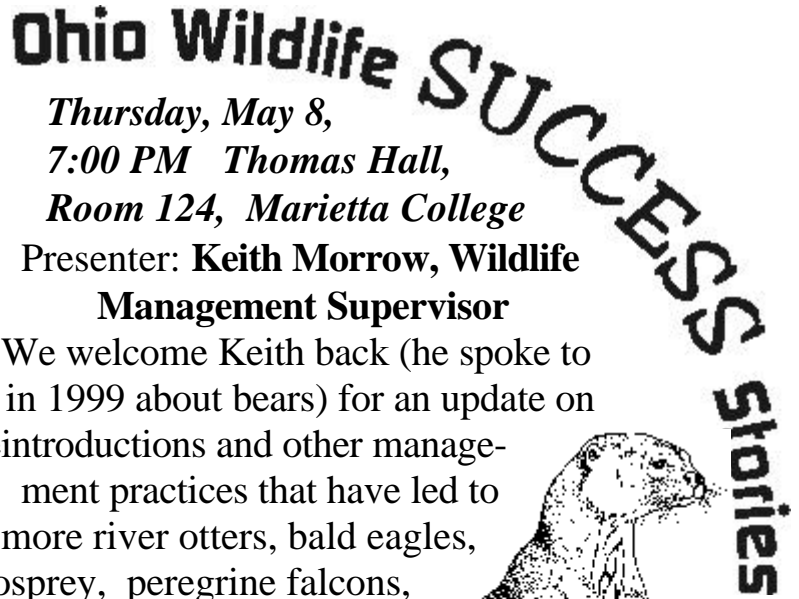 Ohio Wildlife SUCCESS Stories
Thursday, May 8,
7:00 PM Thomas Hall,
Room 124, Marietta College
Presenter: Keith Morrow, Wildlife
Management Supervisor
We welcome Keith back (he spoke to
in 1999 about bears) for an update on
introductions and other manage-
ment practices that have led to
more river otters, bald eagles,
osprey, peregrine falcons,